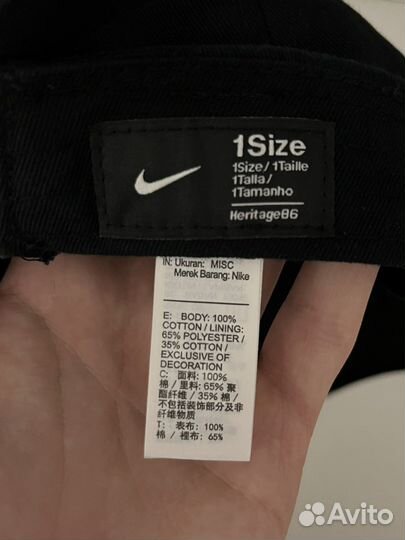 1Size
1Size/1Taille
1Talla/
1Tamanho
Heritage86
IN: Ukuran: MISC
Merek Barang: Nike
E: BODY: 100%
COTTON / LINING:
65% POLYESTER /
35% COTTON /
EXCLUSIVE OF
DECORATION
C: 面料: 100%
棉 / 里料: 65% 聚
酯纤维 / 35% 棉 /
不包括装饰部分及非
纤维物质
T: 表布: 100%
棉 / 裡布: 65%
Avito